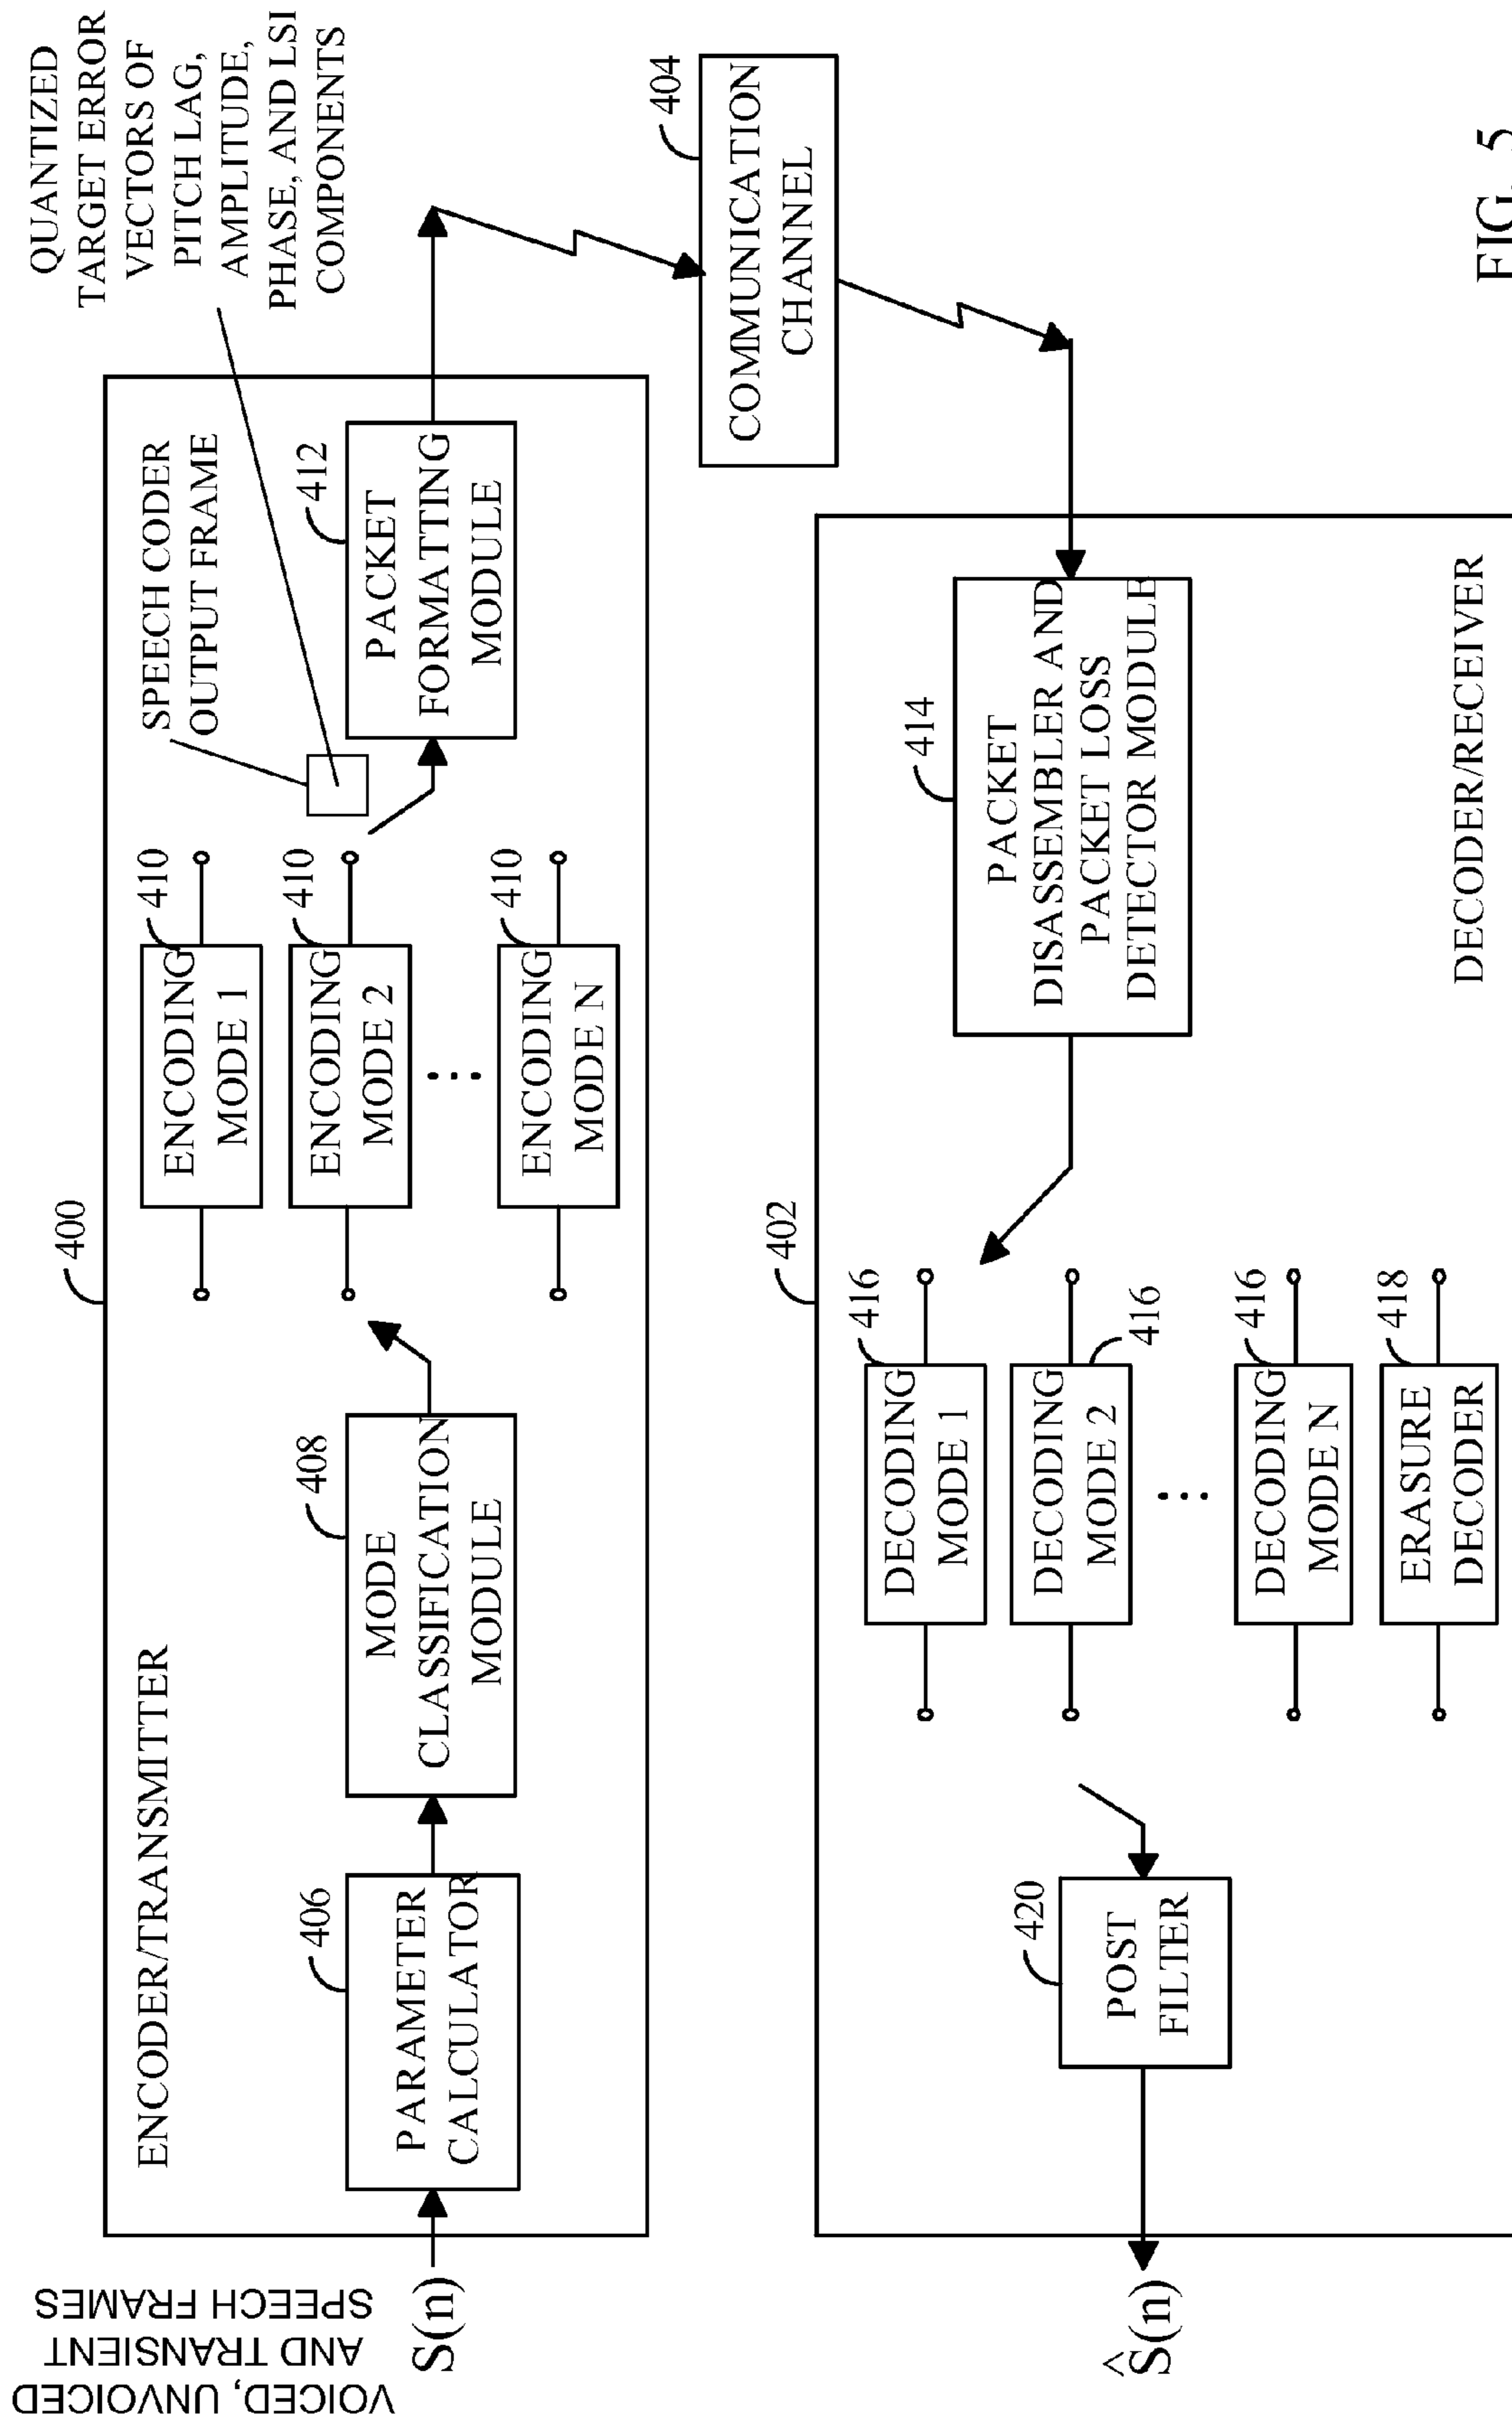 400
ENCODER/TRANSMITTER
VOICED, UNVOICED
AND TRANSIENT
SPEECH FRAMES
S(n)
406
PARAMETER
CALCULATOR
408
MODE
CLASSIFICATION
MODULE
410
ENCODING
MODE 1
410
ENCODING
MODE 2
...
410
ENCODING
MODE N
SPEECH CODER
OUTPUT FRAME
412
PACKET
FORMATTING
MODULE
QUANTIZED
TARGET ERROR
VECTORS OF
PITCH LAG,
AMPLITUDE,
PHASE, AND LSI
COMPONENTS
404
COMMUNICATION
CHANNEL
402
Ŝ(n)
420
POST
FILTER
416
DECODING
MODE 1
DECODING
MODE 2
416
...
416
DECODING
MODE N
418
ERASURE
DECODER
414
PACKET
DISASSEMBLER AND
PACKET LOSS
DETECTOR MODULE
DECODER/RECEIVER
FIG. 5